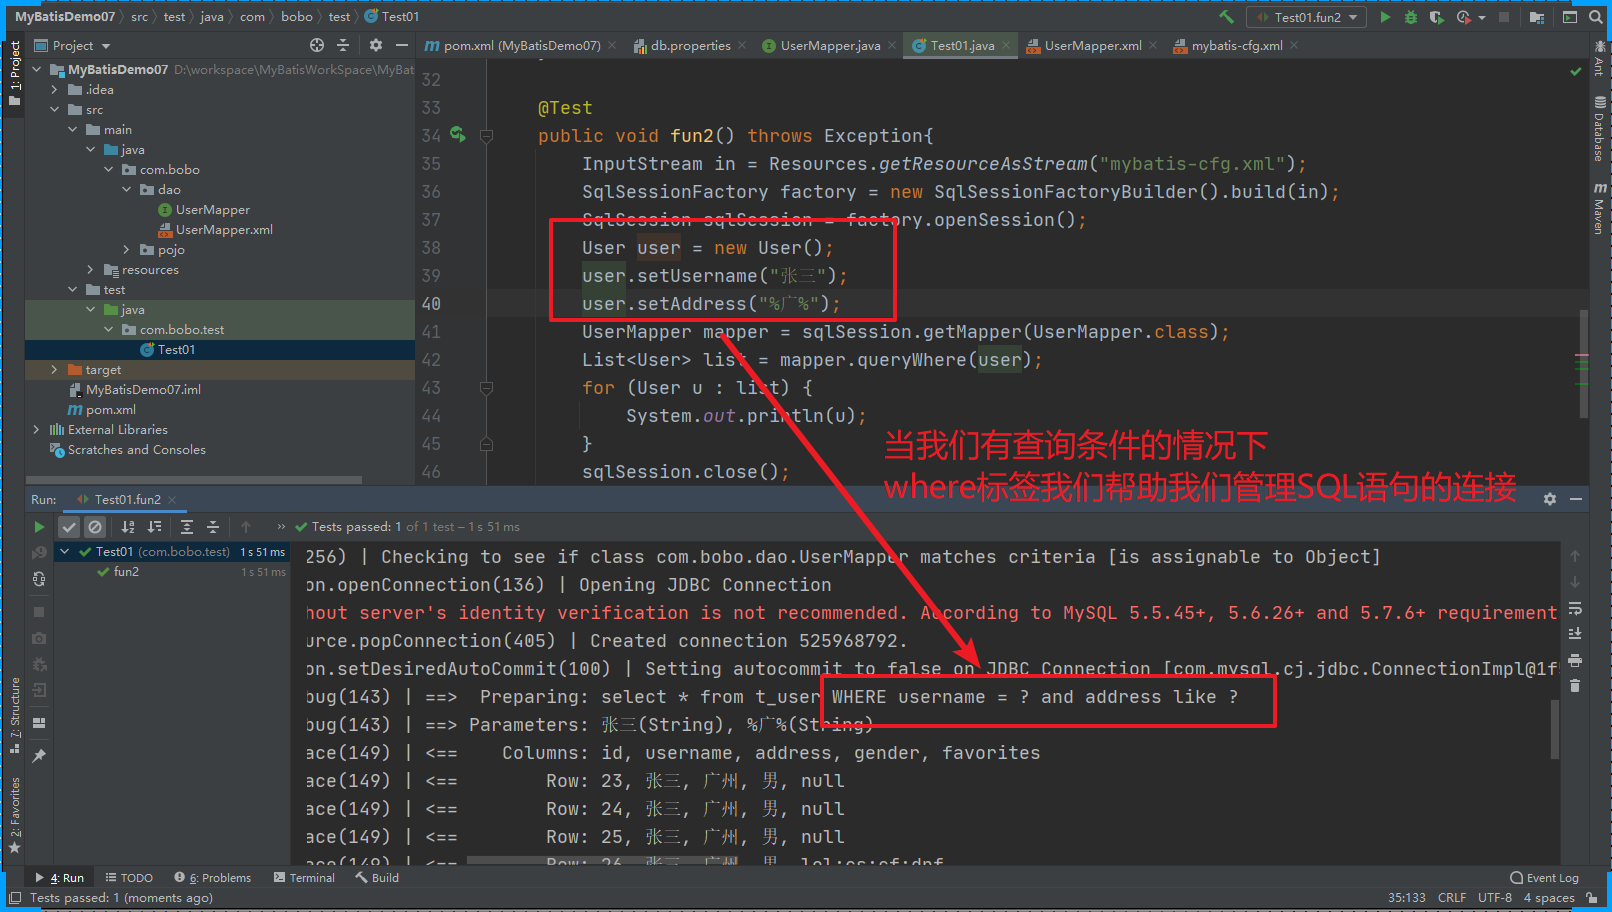 MyBatisDemo07 src test java com bobo test Test01
Test01.fun2
Project
pom.xml (MyBatisDemo07)
db.properties
UserMapper.java
Test01.java
UserMapper.xml
mybatis-cfg.xml
1: Project
7: Structure
2: Favorites
Ant
Database
Maven
MyBatisDemo07 D:\workspace\MyBatisWorkSpace\MyBat
.idea
src
main
java
com.bobo
dao
UserMapper
UserMapper.xml
pojo
resources
test
java
com.bobo.test
Test01
target
MyBatisDemo07.iml
pom.xml
External Libraries
Scratches and Consoles
32
33 @Test
34 public void fun2() throws Exception{
35 InputStream in = Resources.getResourceAsStream("mybatis-cfg.xml");
36 SqlSessionFactory factory = new SqlSessionFactoryBuilder().build(in);
37 SqlSession sqlSession = factory.openSession();
38 User user = new User();
39 user.setUsername("张三");
40 user.setAddress("%广%");
41 UserMapper mapper = sqlSession.getMapper(UserMapper.class);
42 List<User> list = mapper.queryWhere(user);
43 for (User u : list) {
44 System.out.println(u);
45 }
46 sqlSession.close();
当我们有查询条件的情况下
where标签我们帮助我们管理SQL语句的连接
Run: Test01.fun2
Tests passed: 1 of 1 test – 1 s 51 ms
Test01 (com.bobo.test) 1 s 51 ms
fun2 1 s 51 ms
256) | Checking to see if class com.bobo.dao.UserMapper matches criteria [is assignable to Object]
on.openConnection(136) | Opening JDBC Connection
hout server's identity verification is not recommended. According to MySQL 5.5.45+, 5.6.26+ and 5.7.6+ requirement
urce.popConnection(405) | Created connection 525968792.
on.setDesiredAutoCommit(100) | Setting autocommit to false on JDBC Connection [com.mysql.cj.jdbc.ConnectionImpl@1f5
bug(143) | ==> Preparing: select * from t_user WHERE username = ? and address like ?
bug(143) | ==> Parameters: 张三(String), %广%(String)
ace(149) | <== Columns: id, username, address, gender, favorites
ace(149) | <== Row: 23, 张三, 广州, 男, null
ace(149) | <== Row: 24, 张三, 广州, 男, null
ace(149) | <== Row: 25, 张三, 广州, 男, null
ace(149) | <== Row: 26, 张三, 广州, 男, lol;cs;cf;dnf
4: Run
TODO
6: Problems
Terminal
Build
Event Log
Tests passed: 1 (moments ago)
35:133 CRLF UTF-8 4 spaces